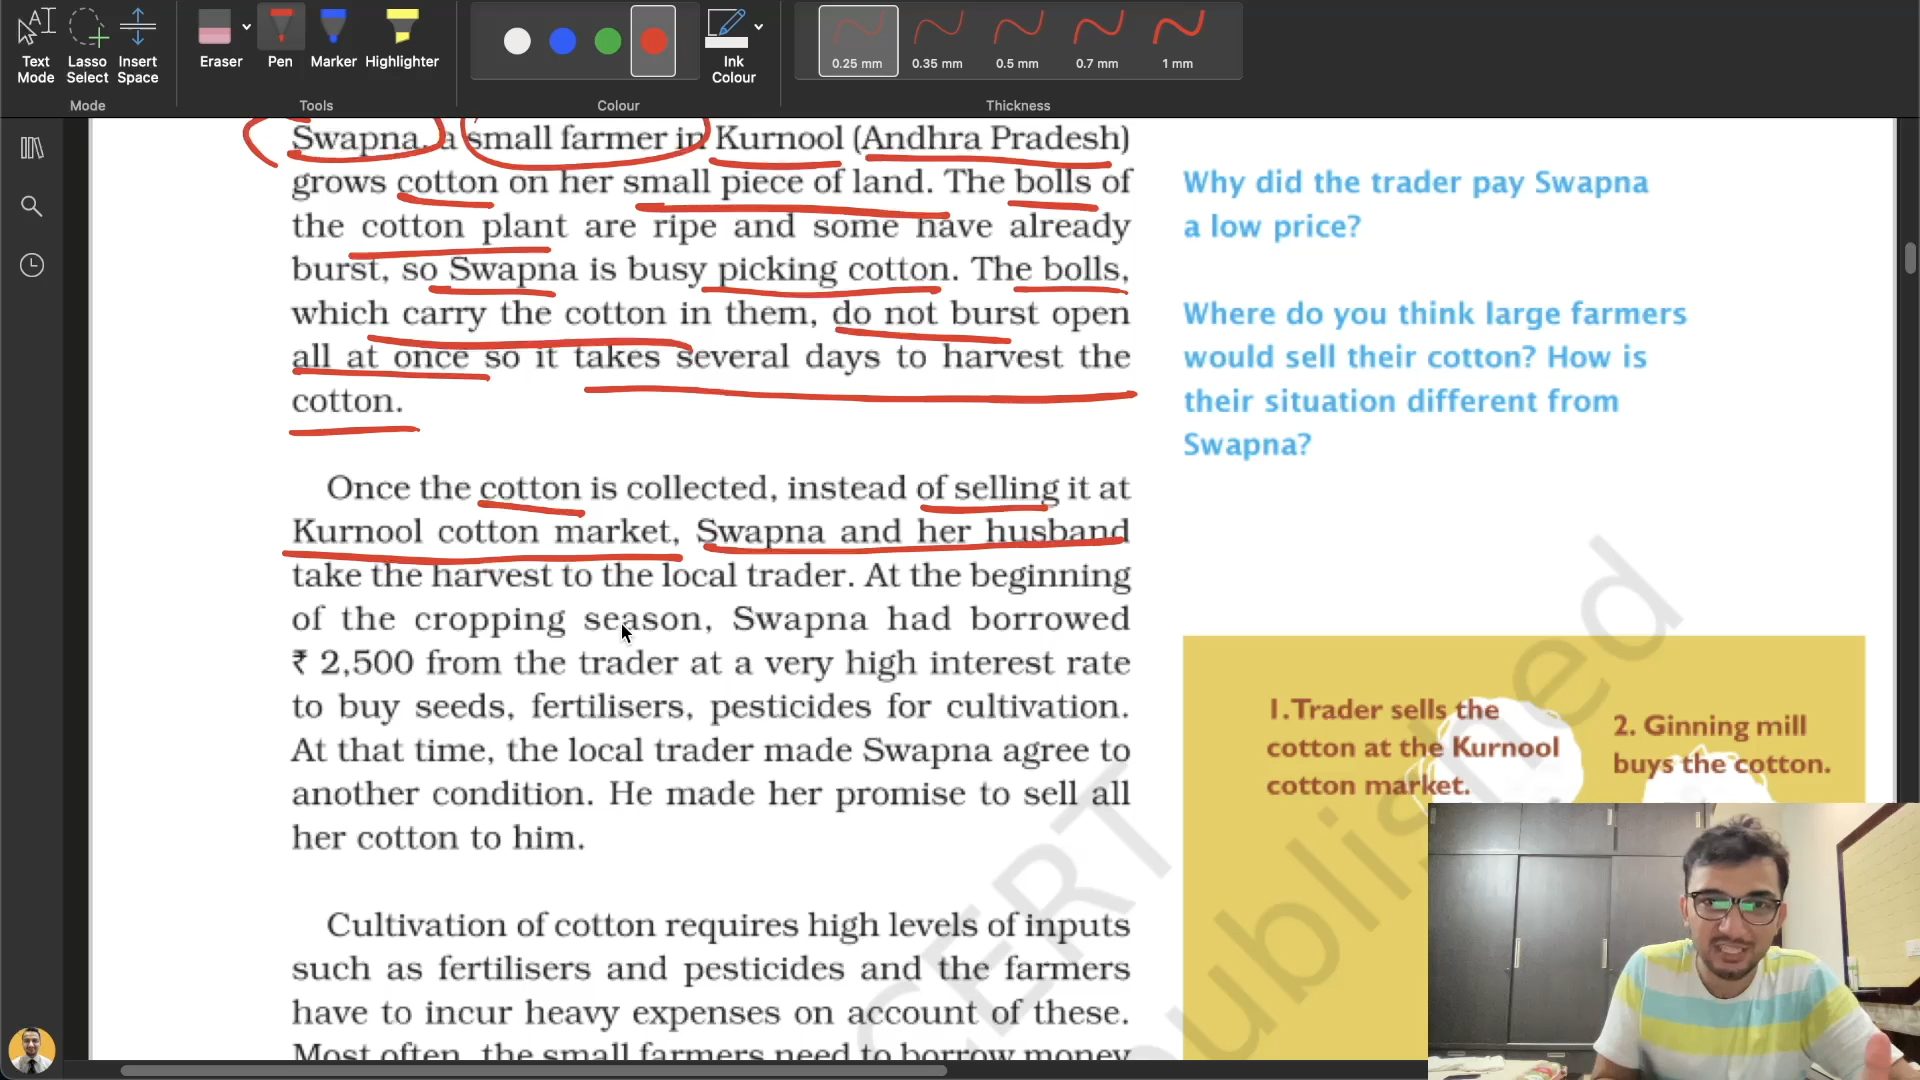 Text Mode
Lasso Select
Insert Space
Mode
Eraser
Pen
Marker
Highlighter
Tools
Colour
Ink Colour
0.25 mm
0.35 mm
0.5 mm
0.7 mm
1 mm
Thickness
Swapna, a small farmer in Kurnool (Andhra Pradesh)
grows cotton on her small piece of land. The bolls of
the cotton plant are ripe and some have already
burst, so Swapna is busy picking cotton. The bolls,
which carry the cotton in them, do not burst open
all at once so it takes several days to harvest the
cotton.
Once the cotton is collected, instead of selling it at
Kurnool cotton market, Swapna and her husband
take the harvest to the local trader. At the beginning
of the cropping season, Swapna had borrowed
₹ 2,500 from the trader at a very high interest rate
to buy seeds, fertilisers, pesticides for cultivation.
At that time, the local trader made Swapna agree to
another condition. He made her promise to sell all
her cotton to him.
Cultivation of cotton requires high levels of inputs
such as fertilisers and pesticides and the farmers
have to incur heavy expenses on account of these.
Most often, the small farmers need to borrow money
Why did the trader pay Swapna
a low price?
Where do you think large farmers
would sell their cotton? How is
their situation different from
Swapna?
1.Trader sells the
cotton at the Kurnool
cotton market.
2. Ginning mill
buys the cotton.